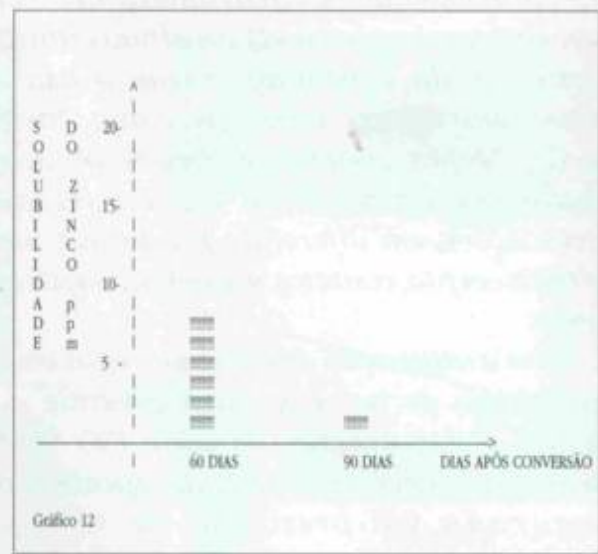 A
SOLUBILIDADE
DO ZINCO ppm
20-
15-
10-
5-
60 DIAS
90 DIAS
DIAS APÓS CONVERSÃO
Gráfico 12